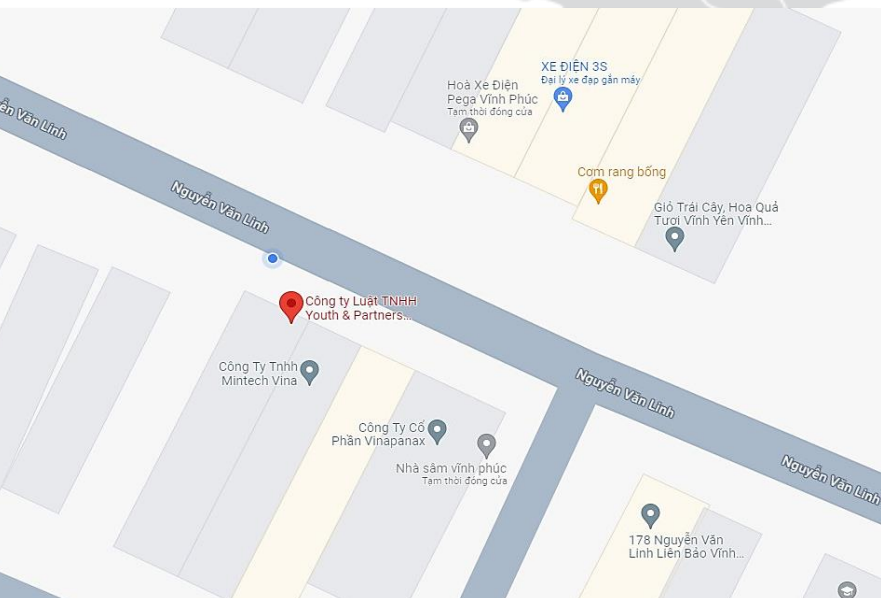 XE ĐIỆN 3S
Đại lý xe đạp gắn máy
Hoà Xe Điện
Pega Vĩnh Phúc
Tạm thời đóng cửa
ễn Văn Linh
Cơm rang bống
Nguyễn Văn Linh
Giỏ Trái Cây, Hoa Quả
Tươi Vĩnh Yên Vĩnh...
Công ty Luật TNHH
Youth & Partners...
Công Ty Tnhh
Mintech Vina
Nguyễn Văn Linh
Công Ty Cổ
Phần Vinapanax
Nhà sâm vĩnh phúc
Tạm thời đóng cửa
Nguyễn Văn Linh
178 Nguyễn Văn
Linh Liên Bảo Vĩnh...